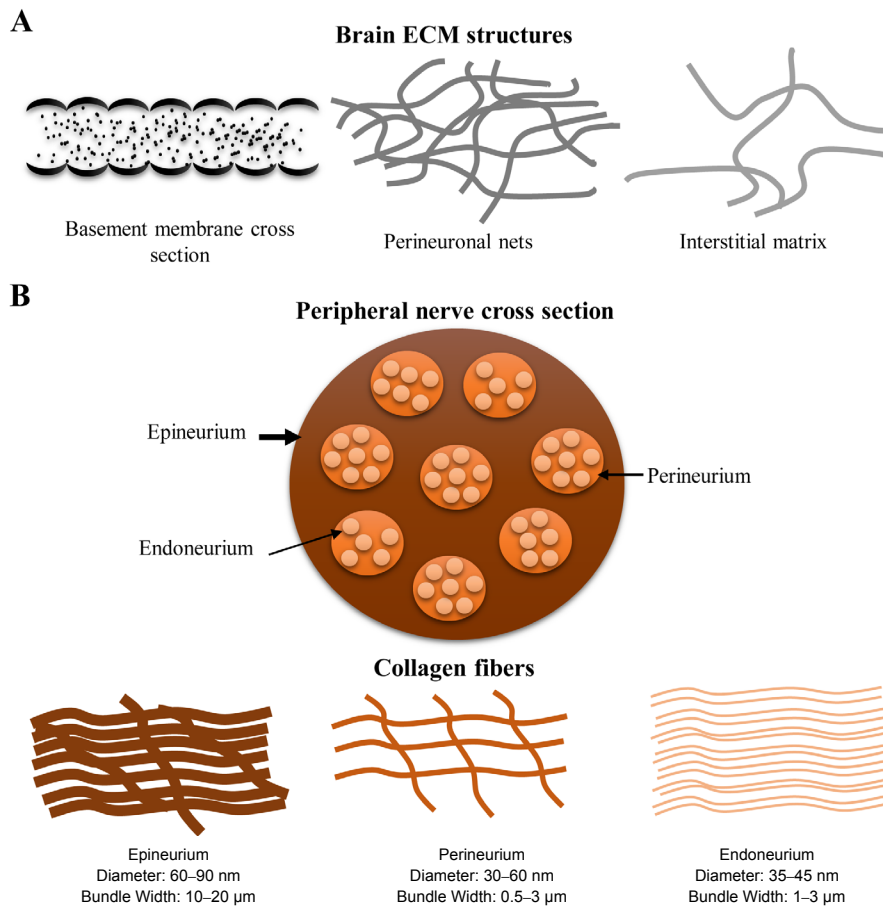 A
Brain ECM structures
Basement membrane cross
section
Perineuronal nets
Interstitial matrix
B
Peripheral nerve cross section
Epineurium
Perineurium
Endoneurium
Collagen fibers
Epineurium
Diameter: 60–90 nm
Bundle Width: 10–20 µm
Perineurium
Diameter: 30–60 nm
Bundle Width: 0.5–3 µm
Endoneurium
Diameter: 35–45 nm
Bundle Width: 1–3 µm